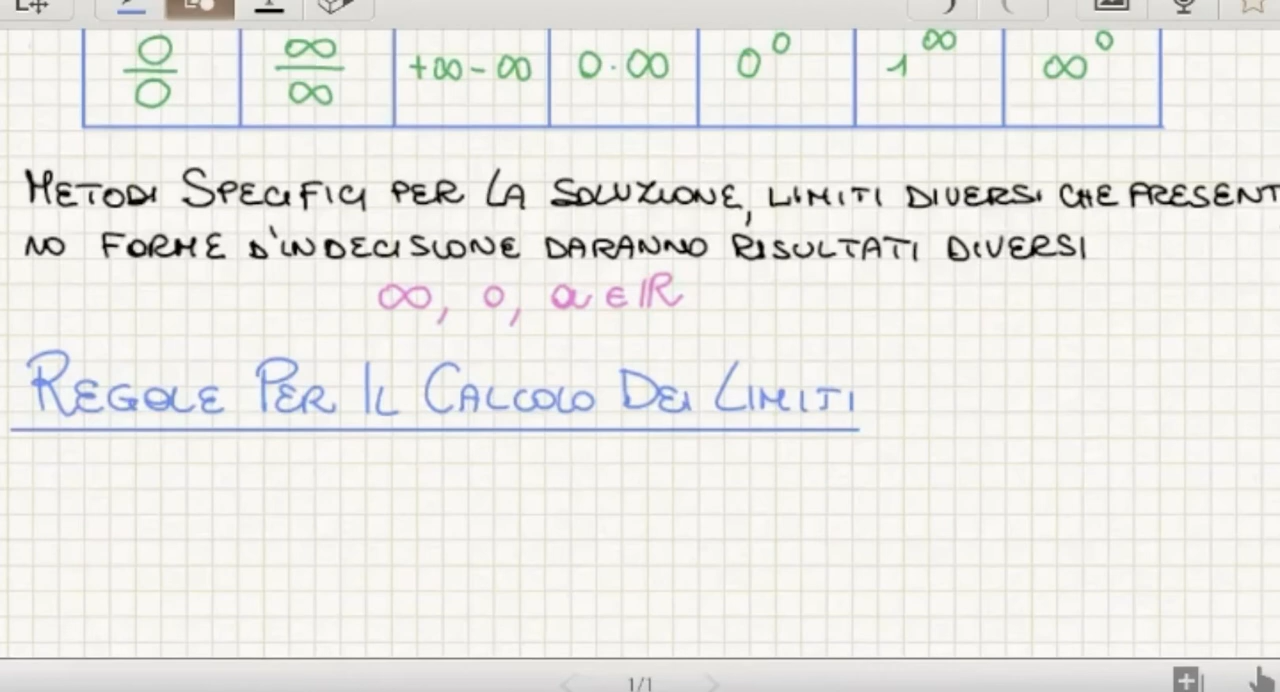 0/0 ∞/∞ +∞-∞ 0·∞ 0⁰ 1^∞ ∞⁰
METODI SPECIFICI PER LA SOLUZIONE, LIMITI DIVERSI CHE PRESENT
NO FORME D'INDECISIONE DARANNO RISULTATI DIVERSI
∞, 0, a ∈ ℝ
REGOLE PER IL CALCOLO DEI LIMITI
1/1